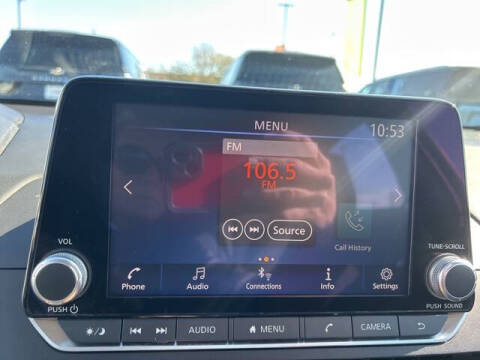 MENU 10:53
FM
106.5
FM
Source
Call History
VOL
TUNE·SCROLL
Phone Audio Connections Info Settings
PUSH
PUSH SOUND
AUDIO MENU CAMERA